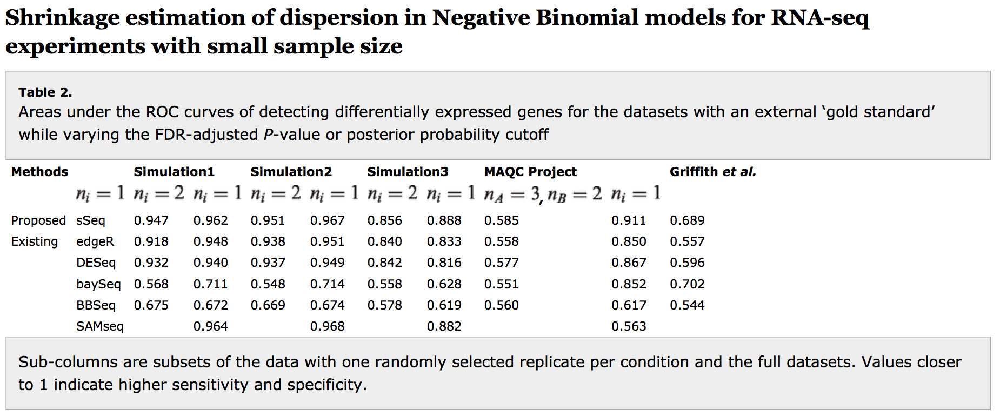 Shrinkage estimation of dispersion in Negative Binomial models for RNA-seq
experiments with small sample size
Table 2.
Areas under the ROC curves of detecting differentially expressed genes for the datasets with an external ‘gold standard’
while varying the FDR-adjusted P-value or posterior probability cutoff
Methods Simulation1 Simulation2 Simulation3 MAQC Project Griffith et al.
nᵢ = 1 nᵢ = 2 nᵢ = 1 nᵢ = 2 nᵢ = 1 nᵢ = 2 nᵢ = 1 n_A = 3, n_B = 2 nᵢ = 1
Proposed sSeq 0.947 0.962 0.951 0.967 0.856 0.888 0.585 0.911 0.689
Existing edgeR 0.918 0.948 0.938 0.951 0.840 0.833 0.558 0.850 0.557
DESeq 0.932 0.940 0.937 0.949 0.842 0.816 0.577 0.867 0.596
baySeq 0.568 0.711 0.548 0.714 0.558 0.628 0.551 0.852 0.702
BBSeq 0.675 0.672 0.669 0.674 0.578 0.619 0.560 0.617 0.544
SAMseq 0.964 0.968 0.882 0.563
Sub-columns are subsets of the data with one randomly selected replicate per condition and the full datasets. Values closer
to 1 indicate higher sensitivity and specificity.